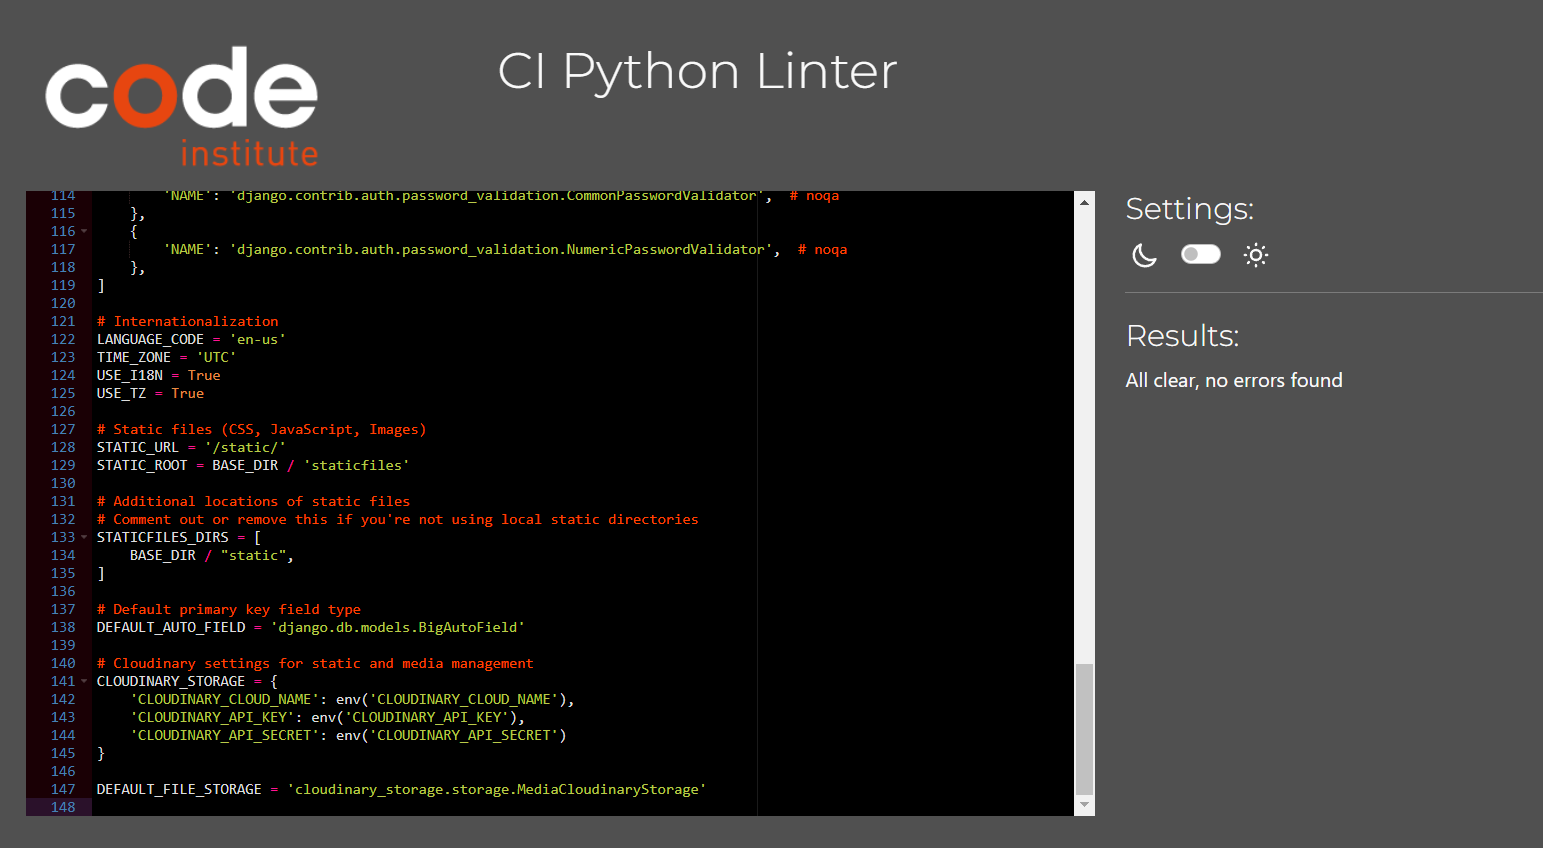 code
institute
CI Python Linter
114 'NAME': 'django.contrib.auth.password_validation.CommonPasswordValidator',  # noqa
115     },
116     {
117         'NAME': 'django.contrib.auth.password_validation.NumericPasswordValidator',  # noqa
118     },
119 ]
120
121 # Internationalization
122 LANGUAGE_CODE = 'en-us'
123 TIME_ZONE = 'UTC'
124 USE_I18N = True
125 USE_TZ = True
126
127 # Static files (CSS, JavaScript, Images)
128 STATIC_URL = '/static/'
129 STATIC_ROOT = BASE_DIR / 'staticfiles'
130
131 # Additional locations of static files
132 # Comment out or remove this if you're not using local static directories
133 STATICFILES_DIRS = [
134     BASE_DIR / "static",
135 ]
136
137 # Default primary key field type
138 DEFAULT_AUTO_FIELD = 'django.db.models.BigAutoField'
139
140 # Cloudinary settings for static and media management
141 CLOUDINARY_STORAGE = {
142     'CLOUDINARY_CLOUD_NAME': env('CLOUDINARY_CLOUD_NAME'),
143     'CLOUDINARY_API_KEY': env('CLOUDINARY_API_KEY'),
144     'CLOUDINARY_API_SECRET': env('CLOUDINARY_API_SECRET')
145 }
146
147 DEFAULT_FILE_STORAGE = 'cloudinary_storage.storage.MediaCloudinaryStorage'
148
Settings:
Results:
All clear, no errors found